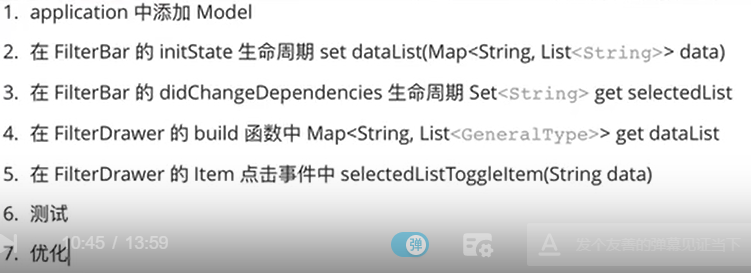 1. application 中添加 Model
2. 在 FilterBar 的 initState 生命周期 set dataList(Map<String, List<String>> data)
3. 在 FilterBar 的 didChangeDependencies 生命周期 Set<String> get selectedList
4. 在 FilterDrawer 的 build 函数中 Map<String, List<GeneralType>> get dataList
5. 在 FilterDrawer 的 Item 点击事件中 selectedListToggleItem(String data)
6. 测试
10:45 / 13:59
弹
发个友善的弹幕见证当下
7. 优化